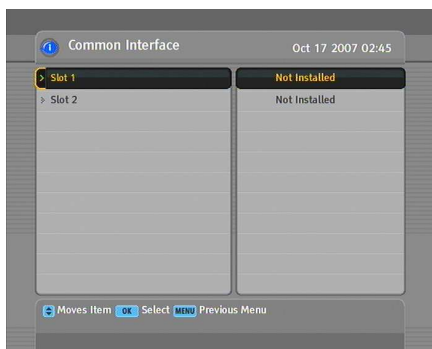 Common Interface Oct 17 2007 02:45
> Slot 1 Not Installed
> Slot 2 Not Installed
Moves Item OK Select MENU Previous Menu